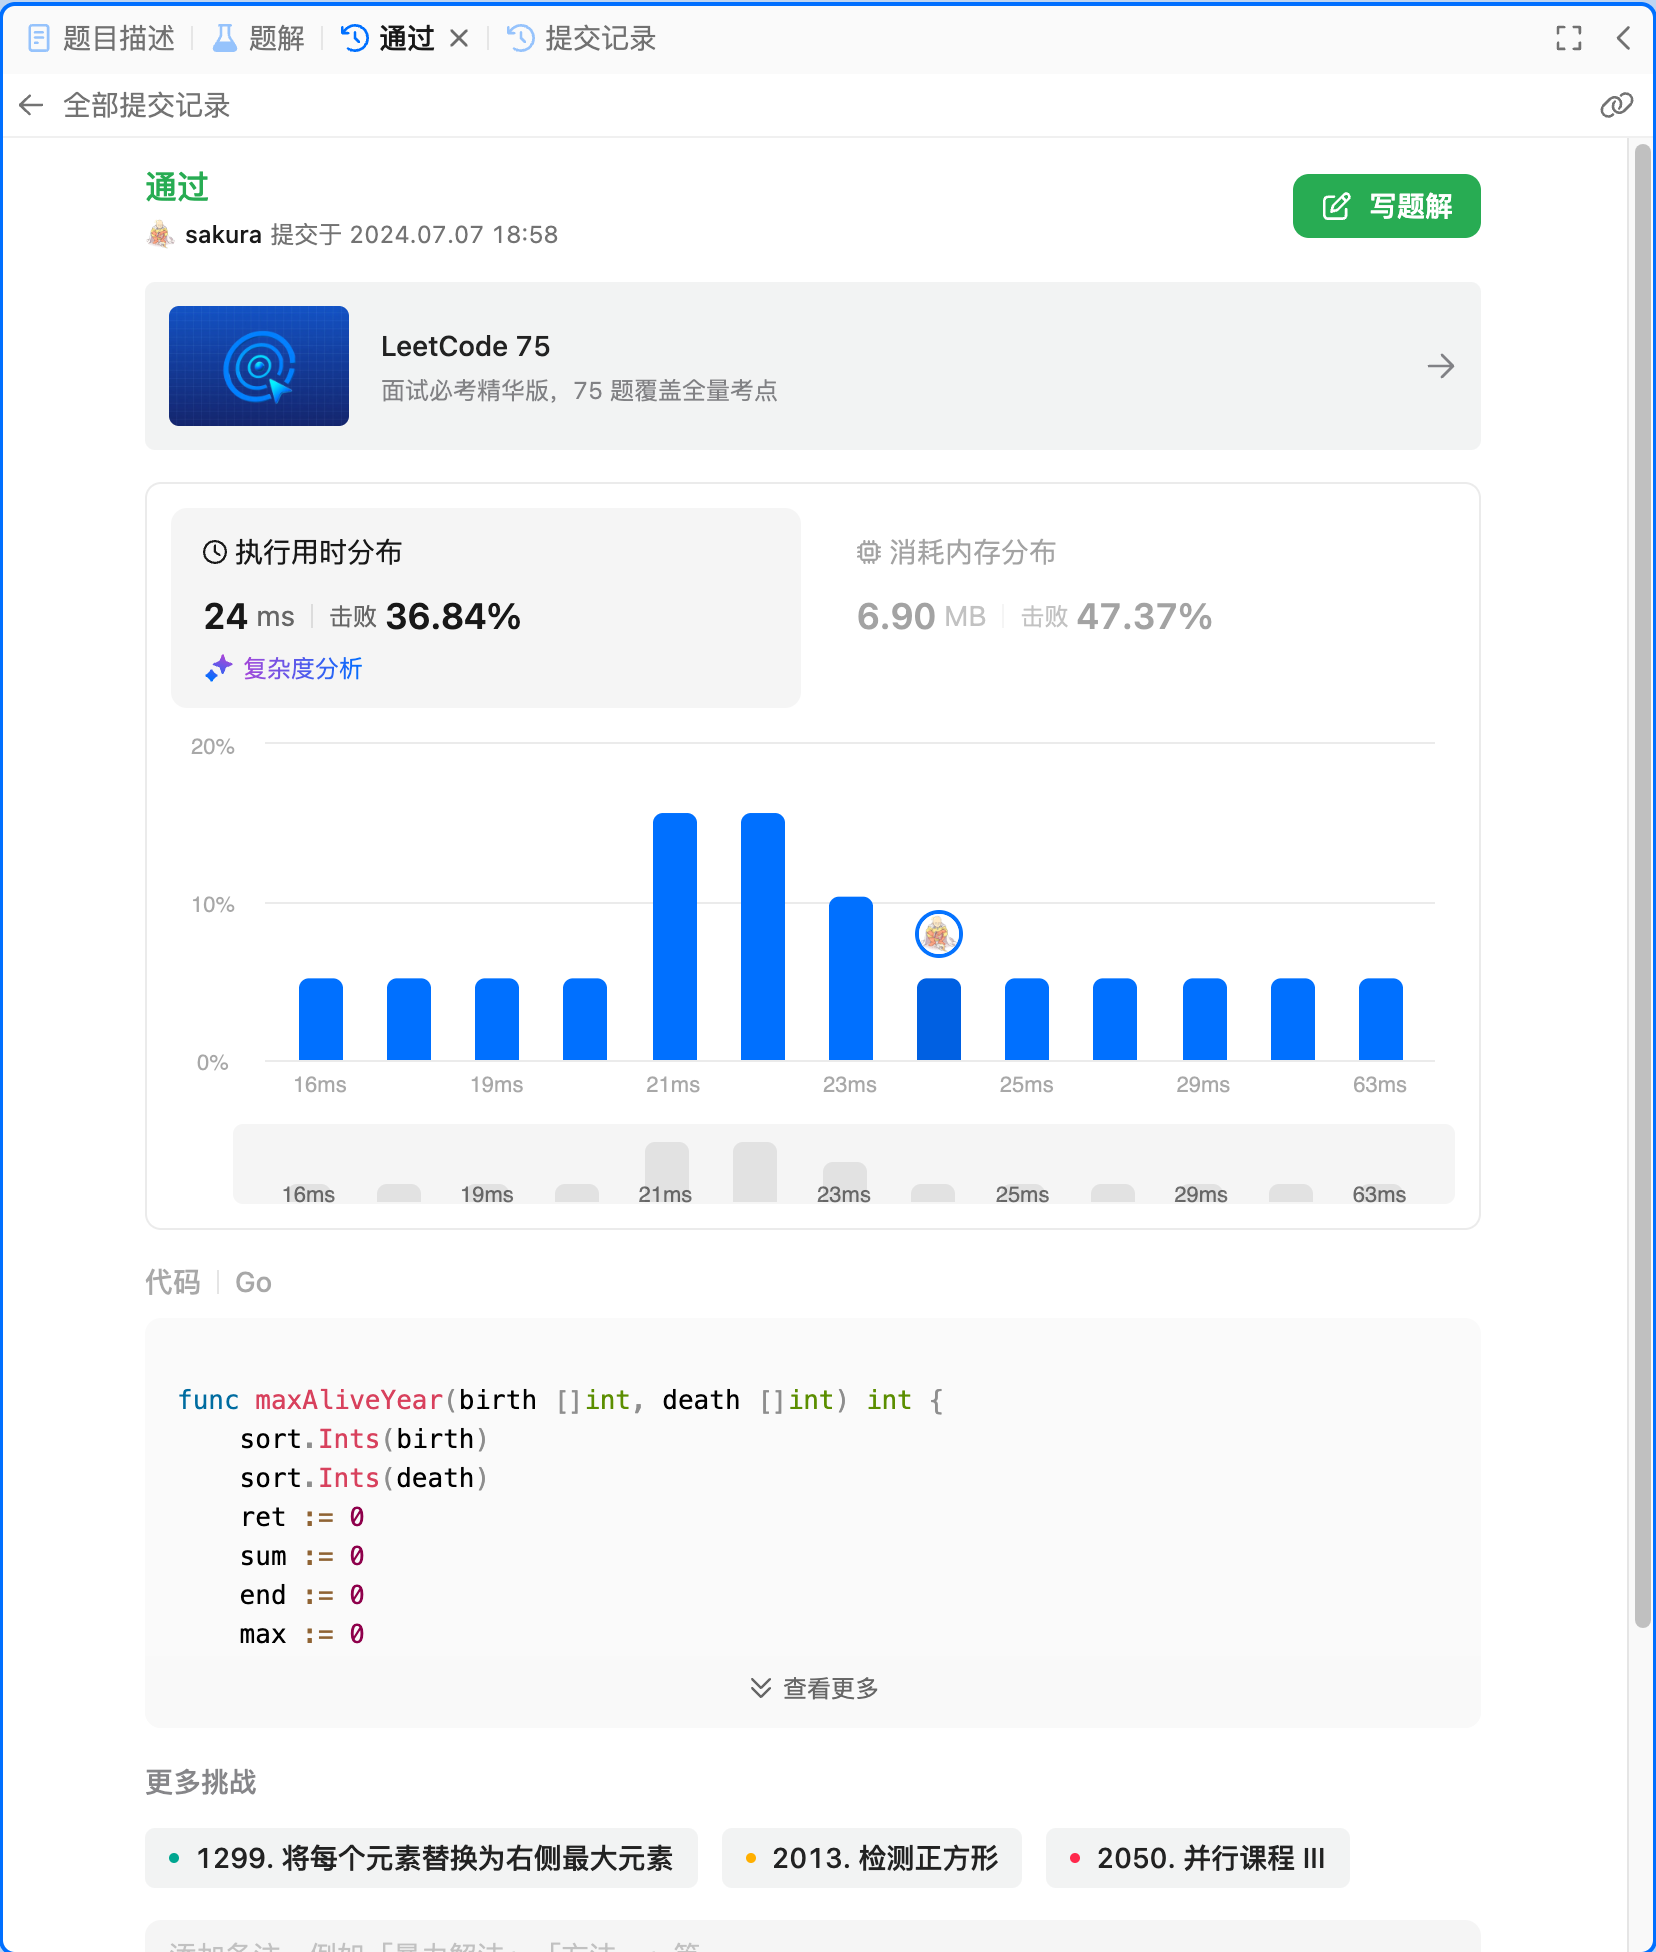 题目描述 题解 通过 提交记录
全部提交记录
通过
写题解
sakura 提交于 2024.07.07 18:58
LeetCode 75
面试必考精华版，75 题覆盖全量考点
执行用时分布
24 ms 击败 36.84%
复杂度分析
消耗内存分布
6.90 MB 击败 47.37%
20%
10%
0%
16ms 19ms 21ms 23ms 25ms 29ms 63ms
16ms 19ms 21ms 23ms 25ms 29ms 63ms
代码 Go
func maxAliveYear(birth []int, death []int) int {
    sort.Ints(birth)
    sort.Ints(death)
    ret := 0
    sum := 0
    end := 0
    max := 0
查看更多
更多挑战
1299. 将每个元素替换为右侧最大元素
2013. 检测正方形
2050. 并行课程 III